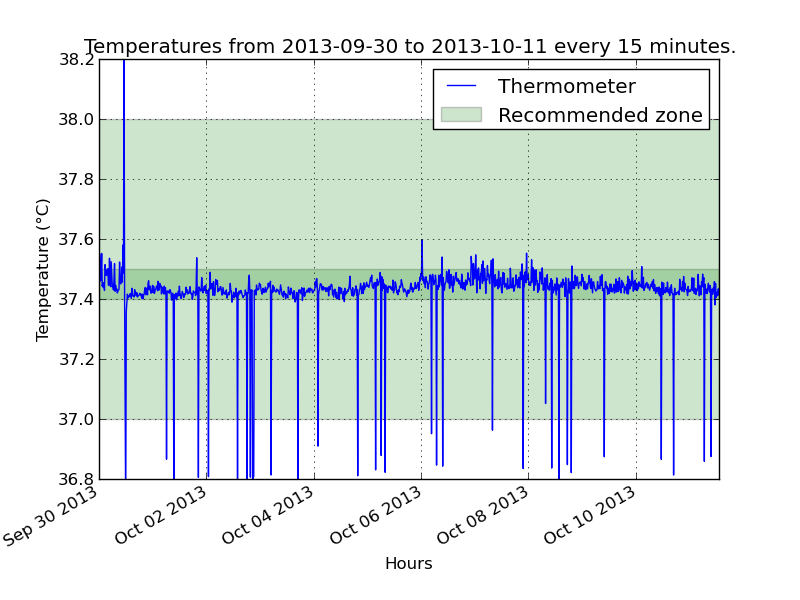 Temperatures from 2013-09-30 to 2013-10-11 every 15 minutes.
Thermometer
Recommended zone
Temperature (°C)
38.2
38.0
37.8
37.6
37.4
37.2
37.0
36.8
Sep 30 2013
Oct 02 2013
Oct 04 2013
Oct 06 2013
Oct 08 2013
Oct 10 2013
Hours